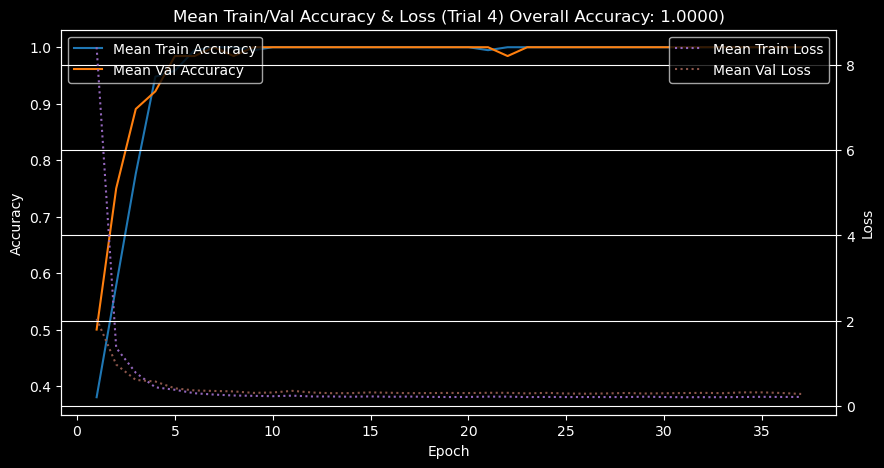 Mean Train/Val Accuracy & Loss (Trial 4) Overall Accuracy: 1.0000)
Mean Train Accuracy
Mean Val Accuracy
Mean Train Loss
Mean Val Loss
1.0
0.9
0.8
0.7
0.6
0.5
0.4
Accuracy
8
6
4
2
0
Loss
0 5 10 15 20 25 30 35
Epoch